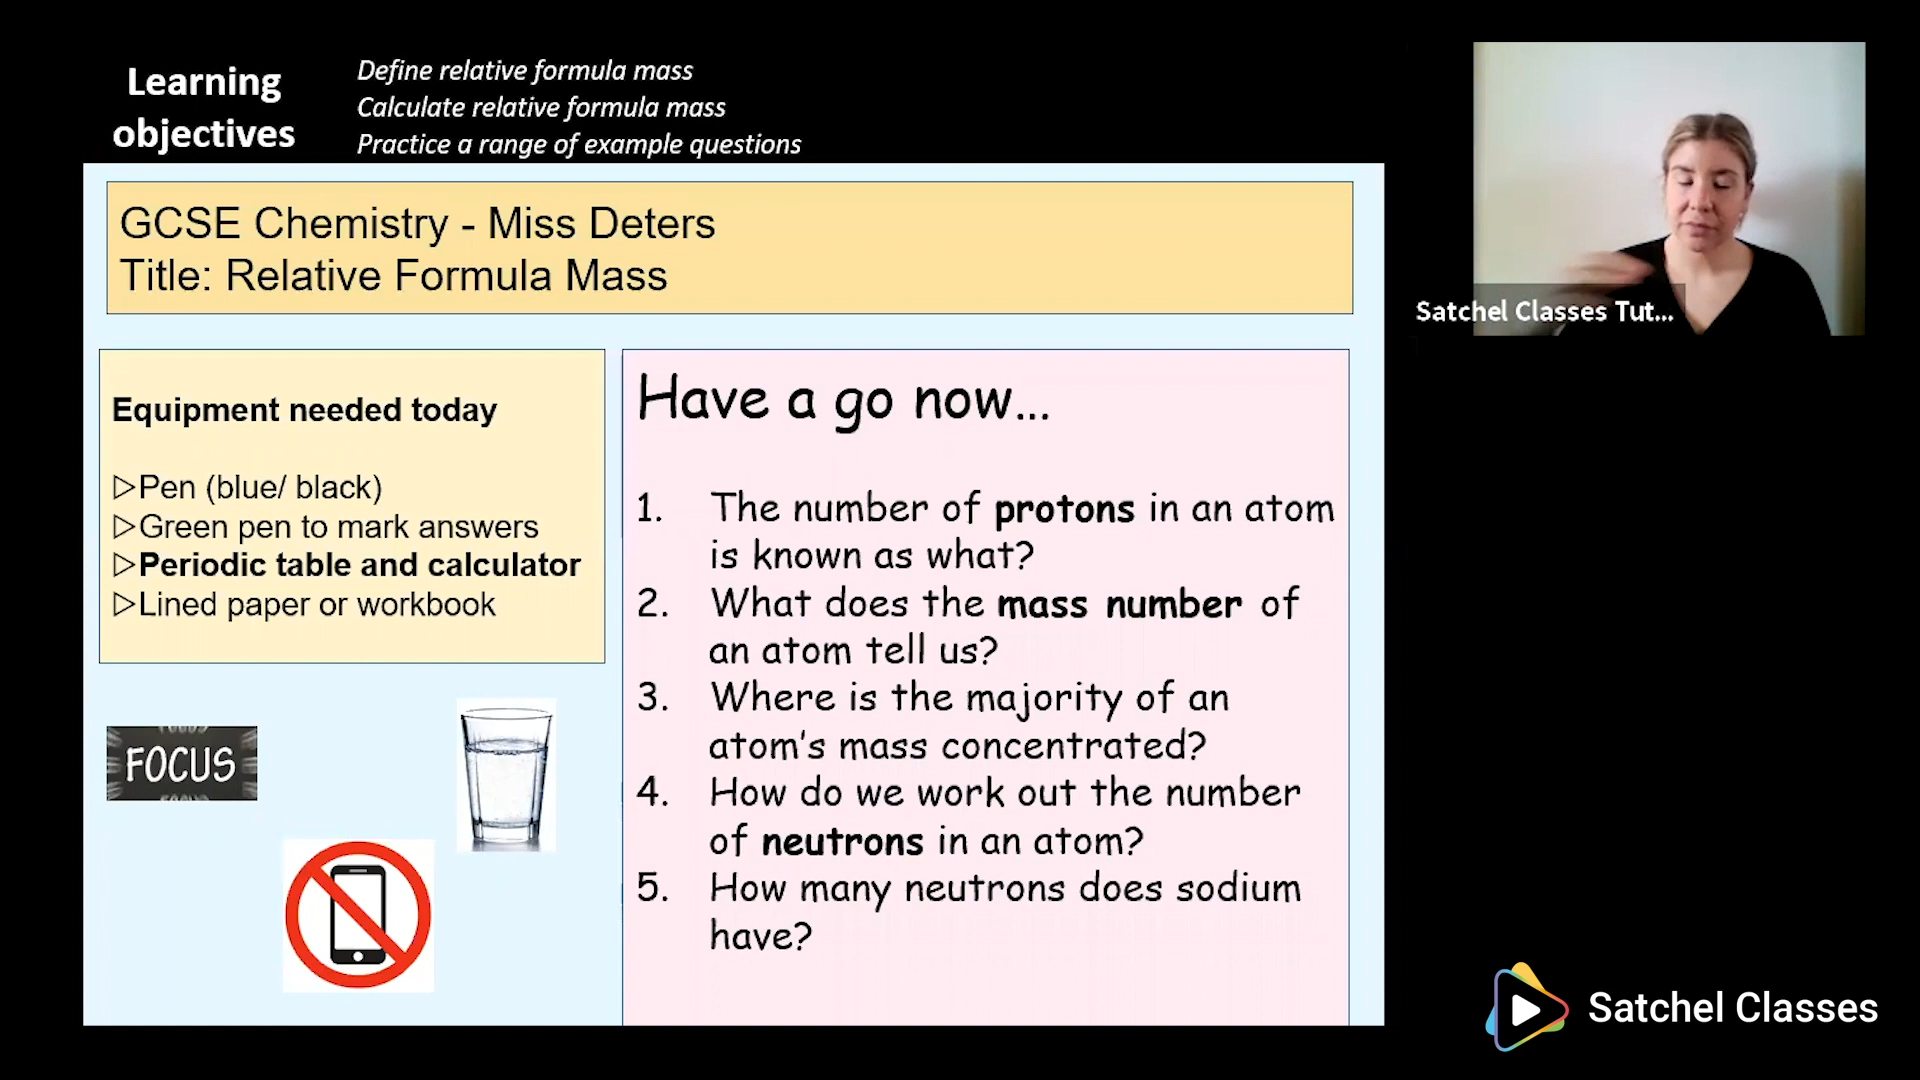 Learning
objectives
Define relative formula mass
Calculate relative formula mass
Practice a range of example questions
GCSE Chemistry - Miss Deters
Title: Relative Formula Mass
Equipment needed today
▷Pen (blue/ black)
▷Green pen to mark answers
▷Periodic table and calculator
▷Lined paper or workbook
FOCUS
Have a go now...
1. The number of protons in an atom
is known as what?
2. What does the mass number of
an atom tell us?
3. Where is the majority of an
atom's mass concentrated?
4. How do we work out the number
of neutrons in an atom?
5. How many neutrons does sodium
have?
Satchel Classes Tut...
Satchel Classes